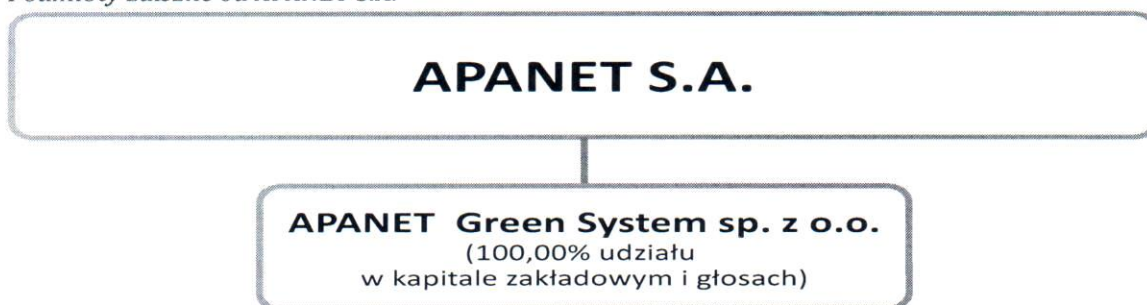 APANET S.A.
APANET Green System sp. z o.o.
(100,00% udziału
w kapitale zakładowym i głosach)